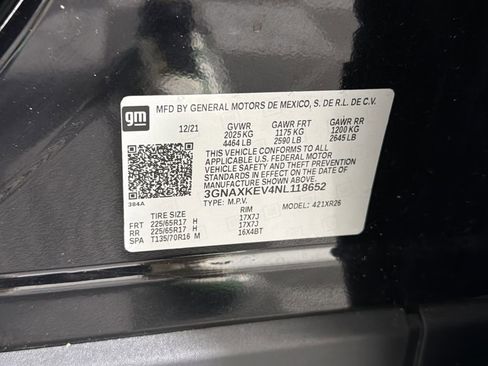 gm
MFD BY GENERAL MOTORS DE MEXICO, S. DE R.L. DE C.V.
12/21 GVWR GAWR FRT GAWR RR
2025 KG 1175 KG 1200 KG
4464 LB 2590 LB 2645 LB
THIS VEHICLE CONFORMS TO ALL
APPLICABLE U.S. FEDERAL MOTOR
VEHICLE SAFETY AND THEFT PREVENTION
STANDARDS IN EFFECT ON THE DATE OF
MANUFACTURE SHOWN ABOVE.
384A
3GNAXKEV4NL118652
TYPE: M.P.V. MODEL: 421XR26
TIRE SIZE RIM
FRT 225/65R17 H 17X7J
RR 225/65R17 H 17X7J
SPA T135/70R16 M 16X4BT